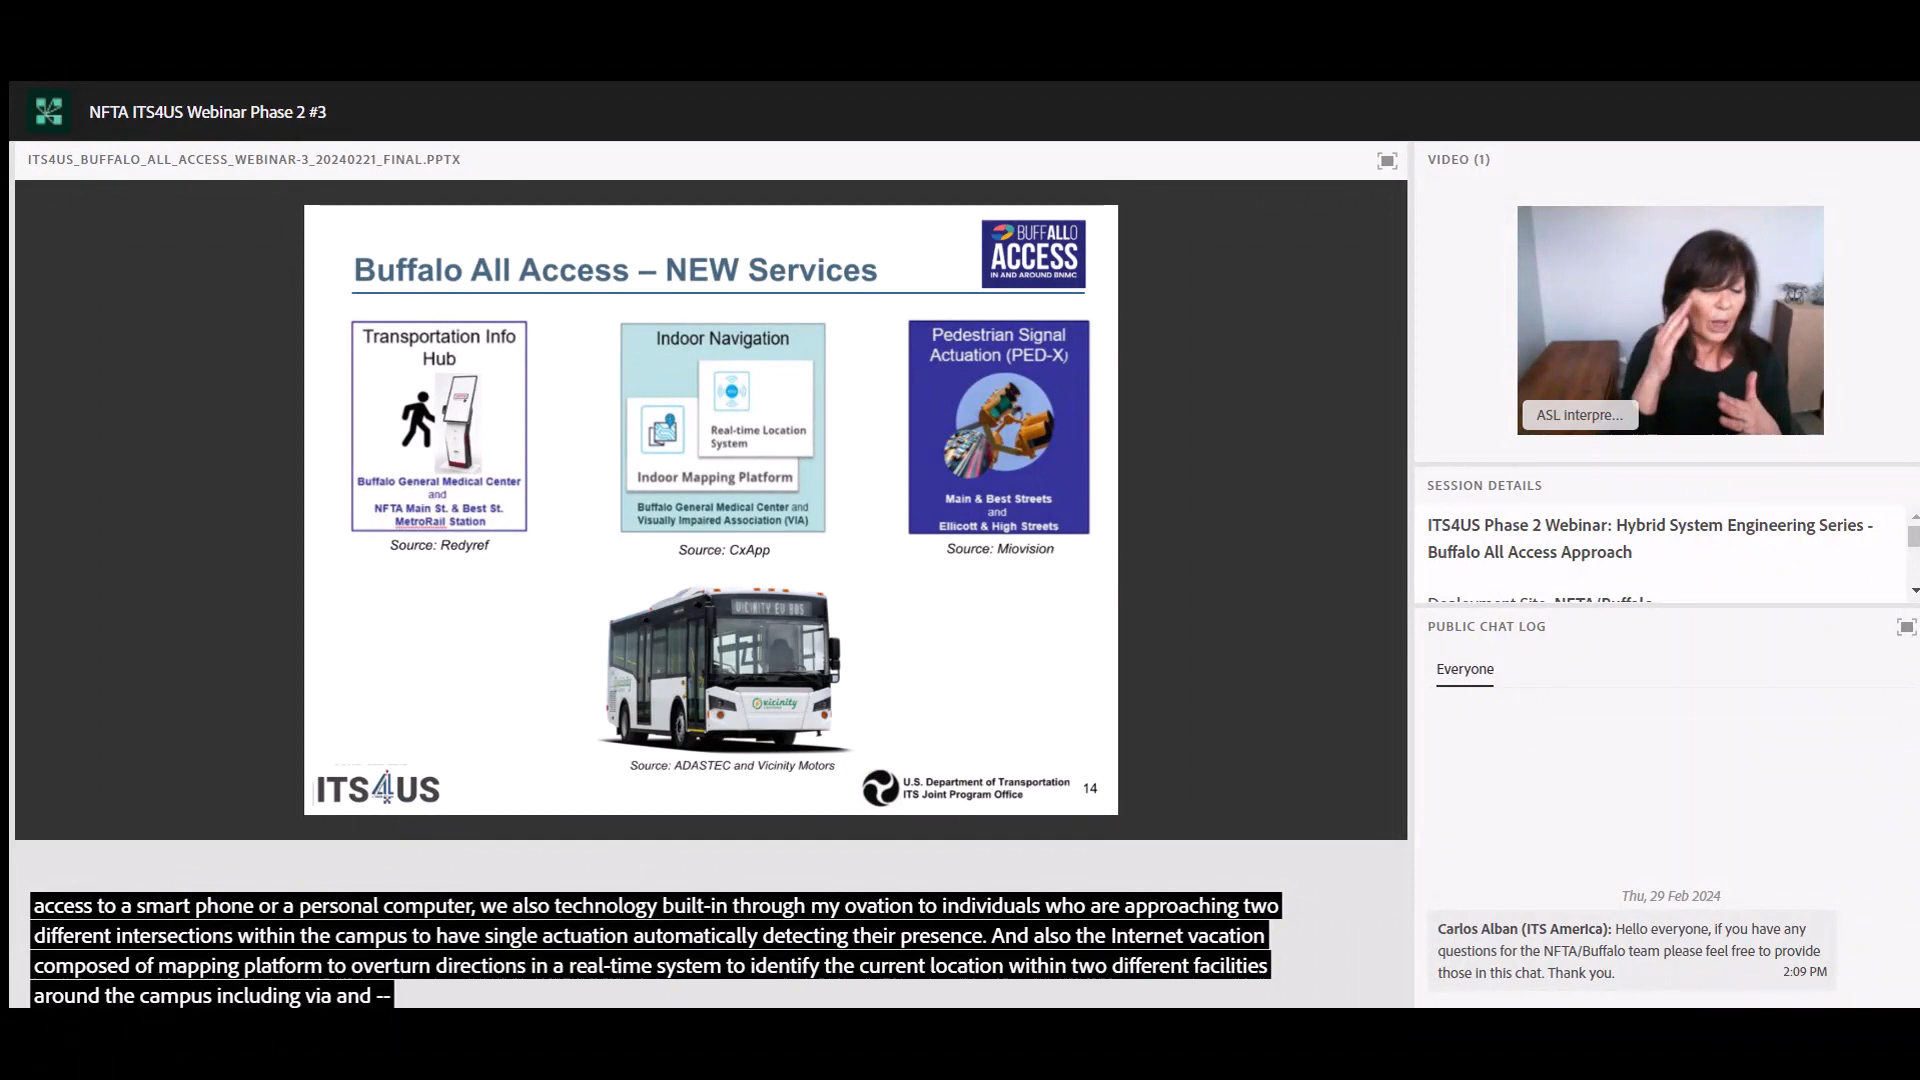 NFTA ITS4US Webinar Phase 2 #3
ITS4US_BUFFALO_ALL_ACCESS_WEBINAR-3_20240221_FINAL.PPTX
Buffalo All Access – NEW Services
BUFFALLO
ACCESS
IN AND AROUND BNMC
Transportation Info
Hub
Buffalo General Medical Center
and
NFTA Main St. & Best St.
MetroRail Station
Source: Redyref
Indoor Navigation
Real-time Location
System
Indoor Mapping Platform
Buffalo General Medical Center and
Visually Impaired Association (VIA)
Source: CxApp
Pedestrian Signal
Actuation (PED-X)
Main & Best Streets
and
Ellicott & High Streets
Source: Miovision
VICINITY EU BUS
vicinity
Source: ADASTEC and Vicinity Motors
ITS4US
U.S. Department of Transportation
ITS Joint Program Office
14
access to a smart phone or a personal computer, we also technology built-in through my ovation to individuals who are approaching two
different intersections within the campus to have single actuation automatically detecting their presence. And also the Internet vacation
composed of mapping platform to overturn directions in a real-time system to identify the current location within two different facilities
around the campus including via and --
VIDEO (1)
ASL interpre...
SESSION DETAILS
ITS4US Phase 2 Webinar: Hybrid System Engineering Series -
Buffalo All Access Approach
Deployment Site: NFTA/Buffalo
PUBLIC CHAT LOG
Everyone
Thu, 29 Feb 2024
Carlos Alban (ITS America): Hello everyone, if you have any
questions for the NFTA/Buffalo team please feel free to provide
those in this chat. Thank you.
2:09 PM